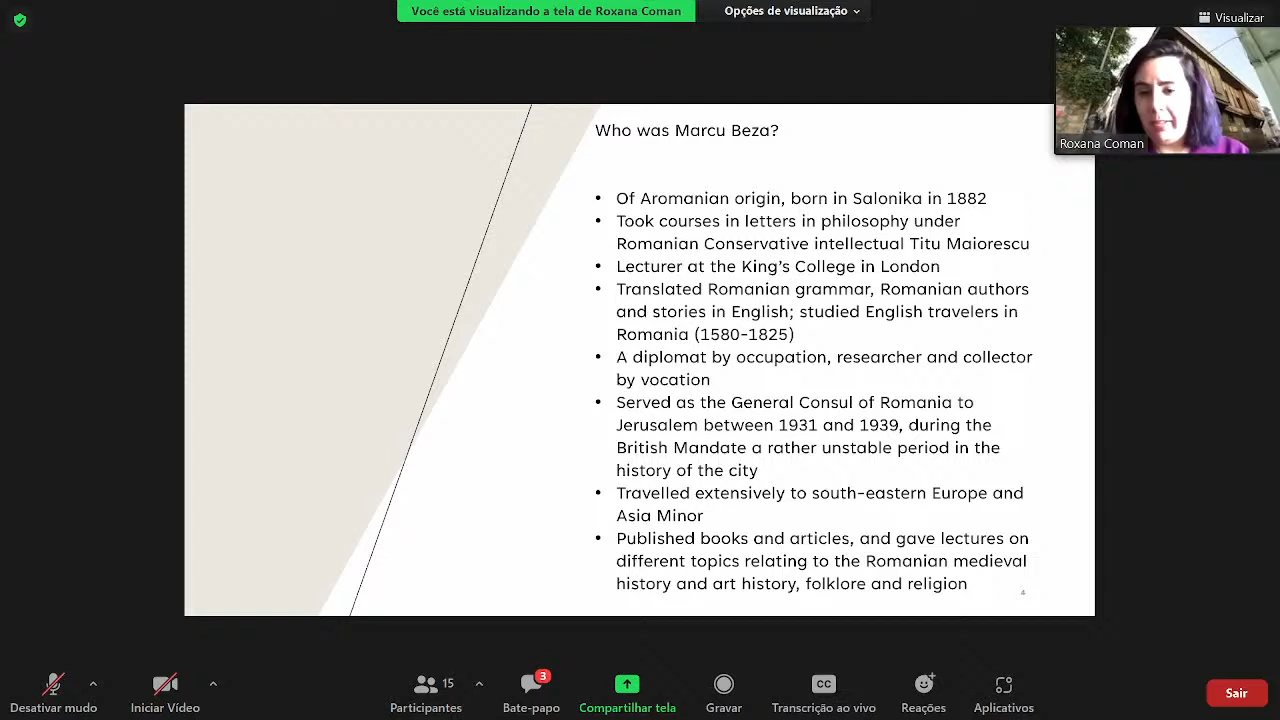 Você está visualizando a tela de Roxana Coman
Opções de visualização
Visualizar
Roxana Coman
Who was Marcu Beza?
• Of Aromanian origin, born in Salonika in 1882
• Took courses in letters in philosophy under
Romanian Conservative intellectual Titu Maiorescu
• Lecturer at the King's College in London
• Translated Romanian grammar, Romanian authors
and stories in English; studied English travelers in
Romania (1580-1825)
• A diplomat by occupation, researcher and collector
by vocation
• Served as the General Consul of Romania to
Jerusalem between 1931 and 1939, during the
British Mandate a rather unstable period in the
history of the city
• Travelled extensively to south-eastern Europe and
Asia Minor
• Published books and articles, and gave lectures on
different topics relating to the Romanian medieval
history and art history, folklore and religion
4
15
3
CC
Desativar mudo
Iniciar Vídeo
Participantes
Bate-papo
Compartilhar tela
Gravar
Transcrição ao vivo
Reações
Aplicativos
Sair